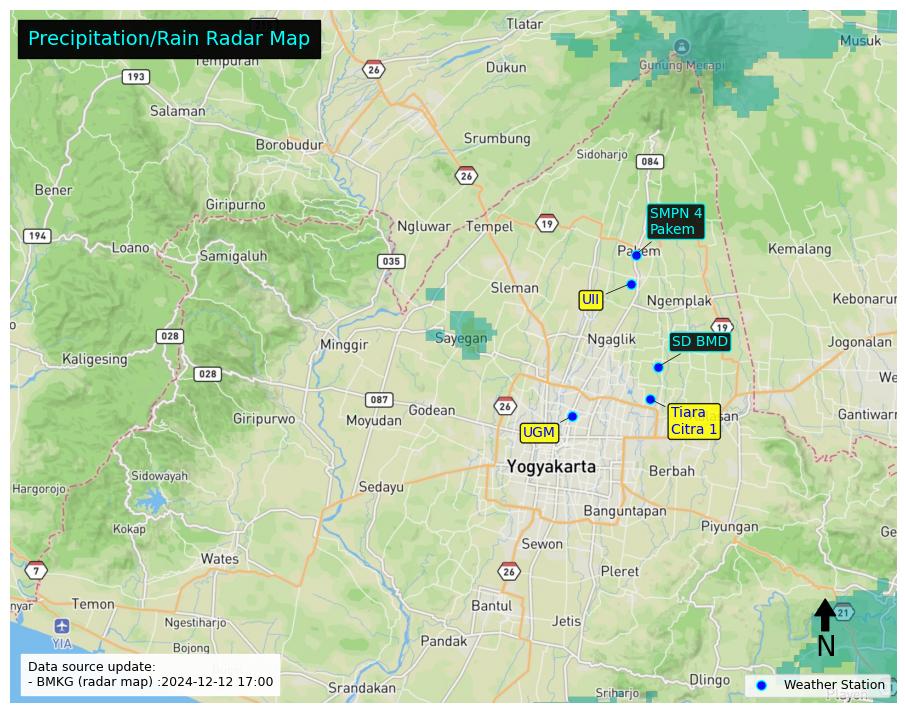 Precipitation/Rain Radar Map
Tlatar
Musuk
Tempuran
26
Gunung Merapi
Dukun
193
Salaman
Srumbung
Borobudur
Sidoharjo
084
26
Bener
Giripurno
SMPN 4
Pakem
Ngluwar
Tempel
19
194
Loano
Samigaluh
035
Kemalang
Sleman
UII
Ngemplak
19
028
Sayegan
Ngaglik
SD BMD
Minggir
Jogonalan
Kaligesing
028
087
Godean
26
Giripurwo
Moyudan
Tiara
Citra 1
Gantiwarn
UGM
Yogyakarta
Berbah
Sidowayah
Hargorojo
Sedayu
Banguntapan
Kokap
Piyungan
Sewon
Wates
7
26
Pleret
Temon
Bantul
21
Ngestiharjo
Jetis
YIA
Bojong
Pandak
N
Data source update:
- BMKG (radar map) :2024-12-12 17:00
Dlingo
Srandakan
Sriharjo
Weather Station